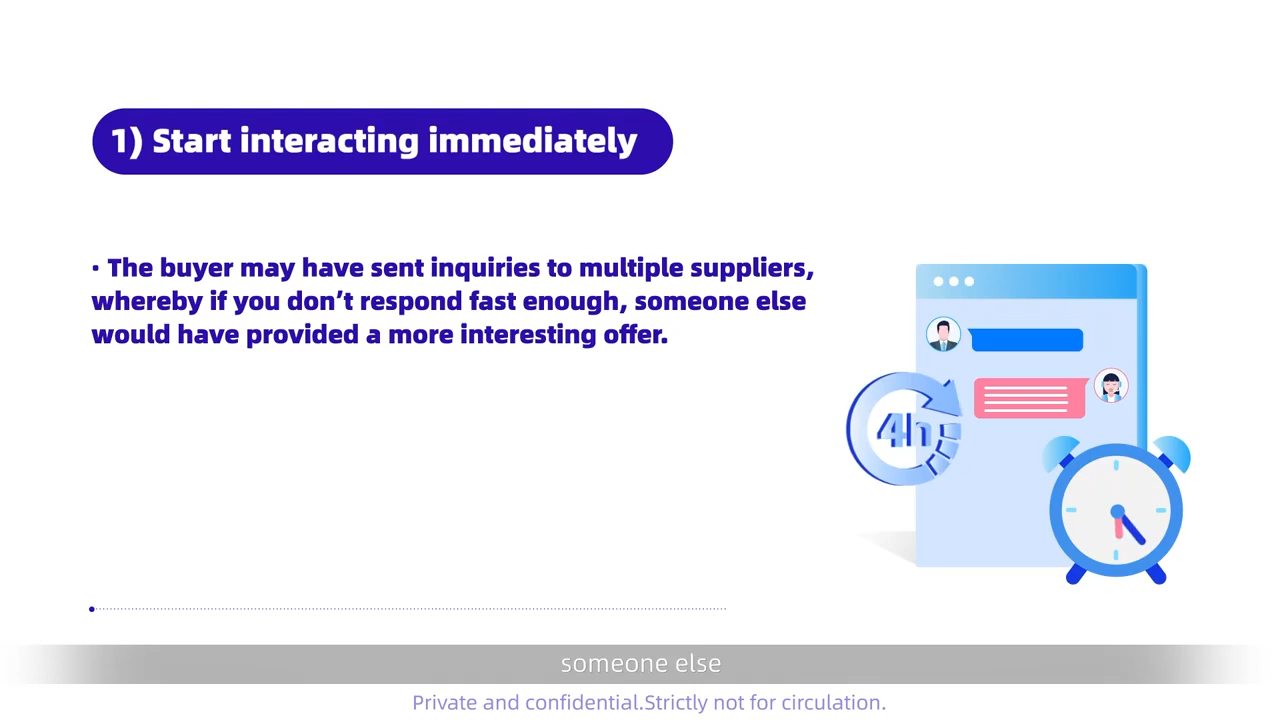 1) Start interacting immediately
· The buyer may have sent inquiries to multiple suppliers,
whereby if you don’t respond fast enough, someone else
would have provided a more interesting offer.
4h
someone else
Private and confidential.Strictly not for circulation.